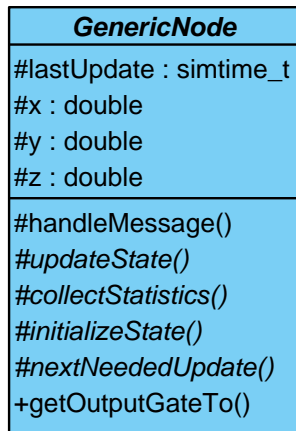 GenericNode
#lastUpdate : simtime_t
#x : double
#y : double
#z : double
#handleMessage()
#updateState()
#collectStatistics()
#initializeState()
#nextNeededUpdate()
+getOutputGateTo()